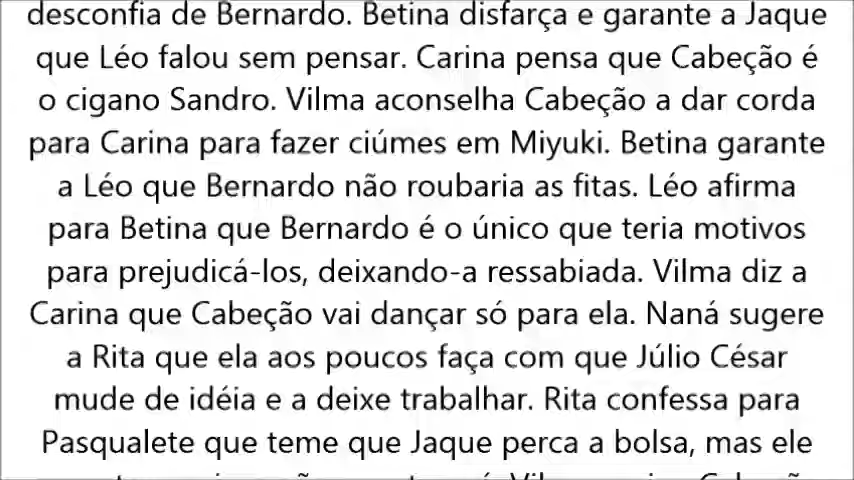 desconfia de Bernardo. Betina disfarça e garante a Jaque
que Léo falou sem pensar. Carina pensa que Cabeção é
o cigano Sandro. Vilma aconselha Cabeção a dar corda
para Carina para fazer ciúmes em Miyuki. Betina garante
a Léo que Bernardo não roubaria as fitas. Léo afirma
para Betina que Bernardo é o único que teria motivos
para prejudicá-los, deixando-a ressabiada. Vilma diz a
Carina que Cabeção vai dançar só para ela. Naná sugere
a Rita que ela aos poucos faça com que Júlio César
mude de idéia e a deixe trabalhar. Rita confessa para
Pasqualete que teme que Jaque perca a bolsa, mas ele